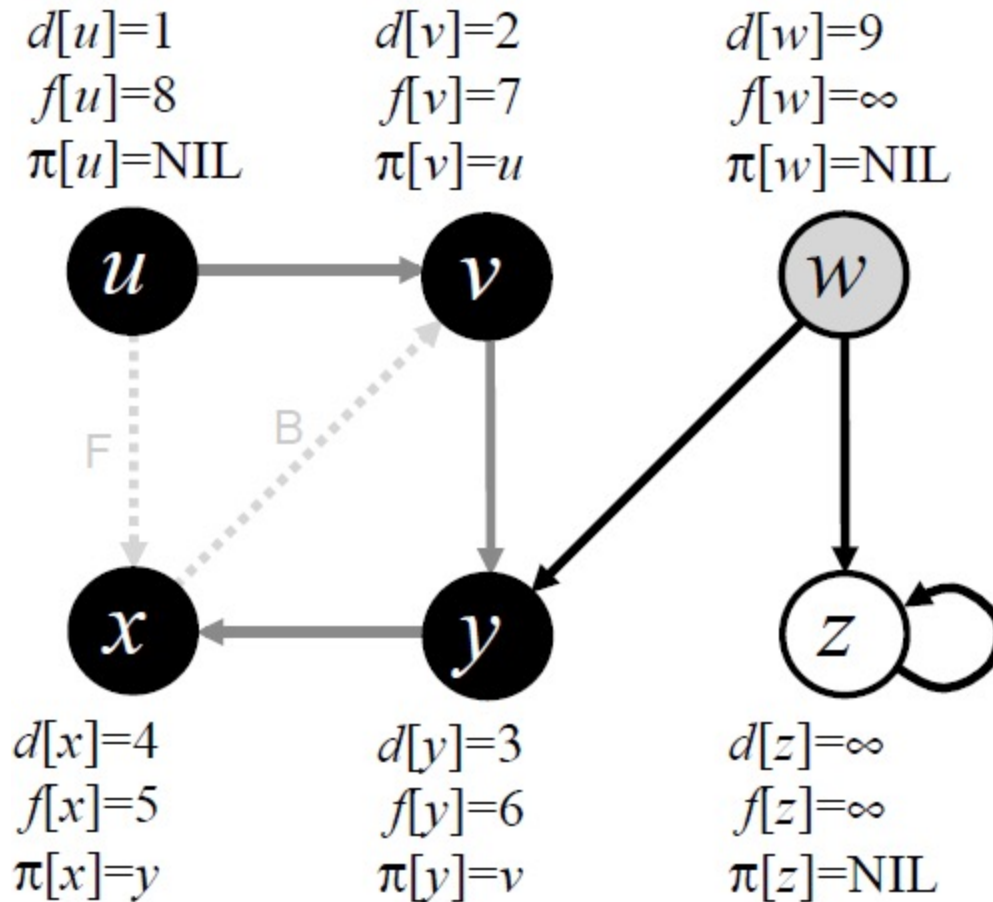 d[u]=1
f[u]=8
π[u]=NIL
d[v]=2
f[v]=7
π[v]=u
d[w]=9
f[w]=∞
π[w]=NIL
u
v
w
F
B
x
y
z
d[x]=4
f[x]=5
π[x]=y
d[y]=3
f[y]=6
π[y]=v
d[z]=∞
f[z]=∞
π[z]=NIL